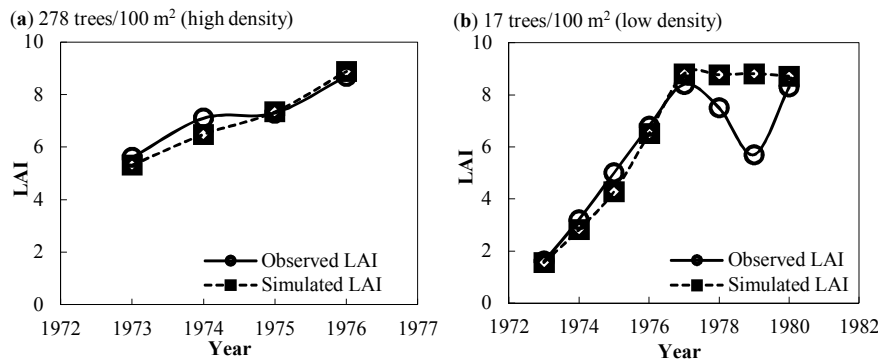 (a) 278 trees/100 m² (high density)
10
8
6
4
2
0
LAI
Observed LAI
Simulated LAI
1972 1973 1974 1975 1976 1977
Year
(b) 17 trees/100 m² (low density)
10
8
6
4
2
0
LAI
Observed LAI
Simulated LAI
1972 1974 1976 1978 1980 1982
Year